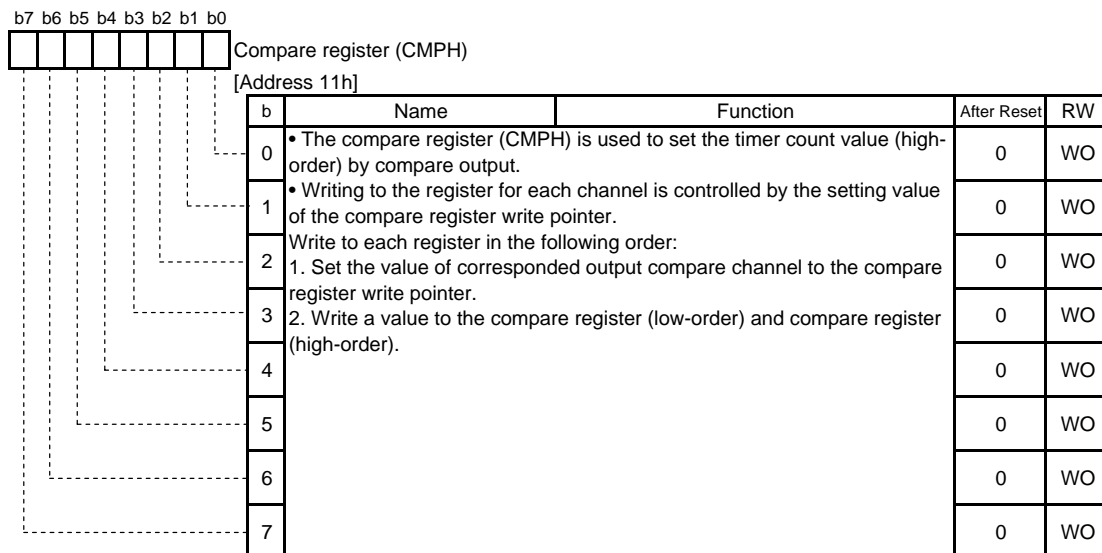 b7 b6 b5 b4 b3 b2 b1 b0
Compare register (CMPH)
[Address 11h]
b Name Function After Reset RW
• The compare register (CMPH) is used to set the timer count value (high-
order) by compare output.
0 0 WO
• Writing to the register for each channel is controlled by the setting value
of the compare register write pointer.
1 0 WO
Write to each register in the following order:
1. Set the value of corresponded output compare channel to the compare
2 0 WO
register write pointer.
2. Write a value to the compare register (low-order) and compare register
3 0 WO
(high-order).
4 0 WO
5 0 WO
6 0 WO
7 0 WO